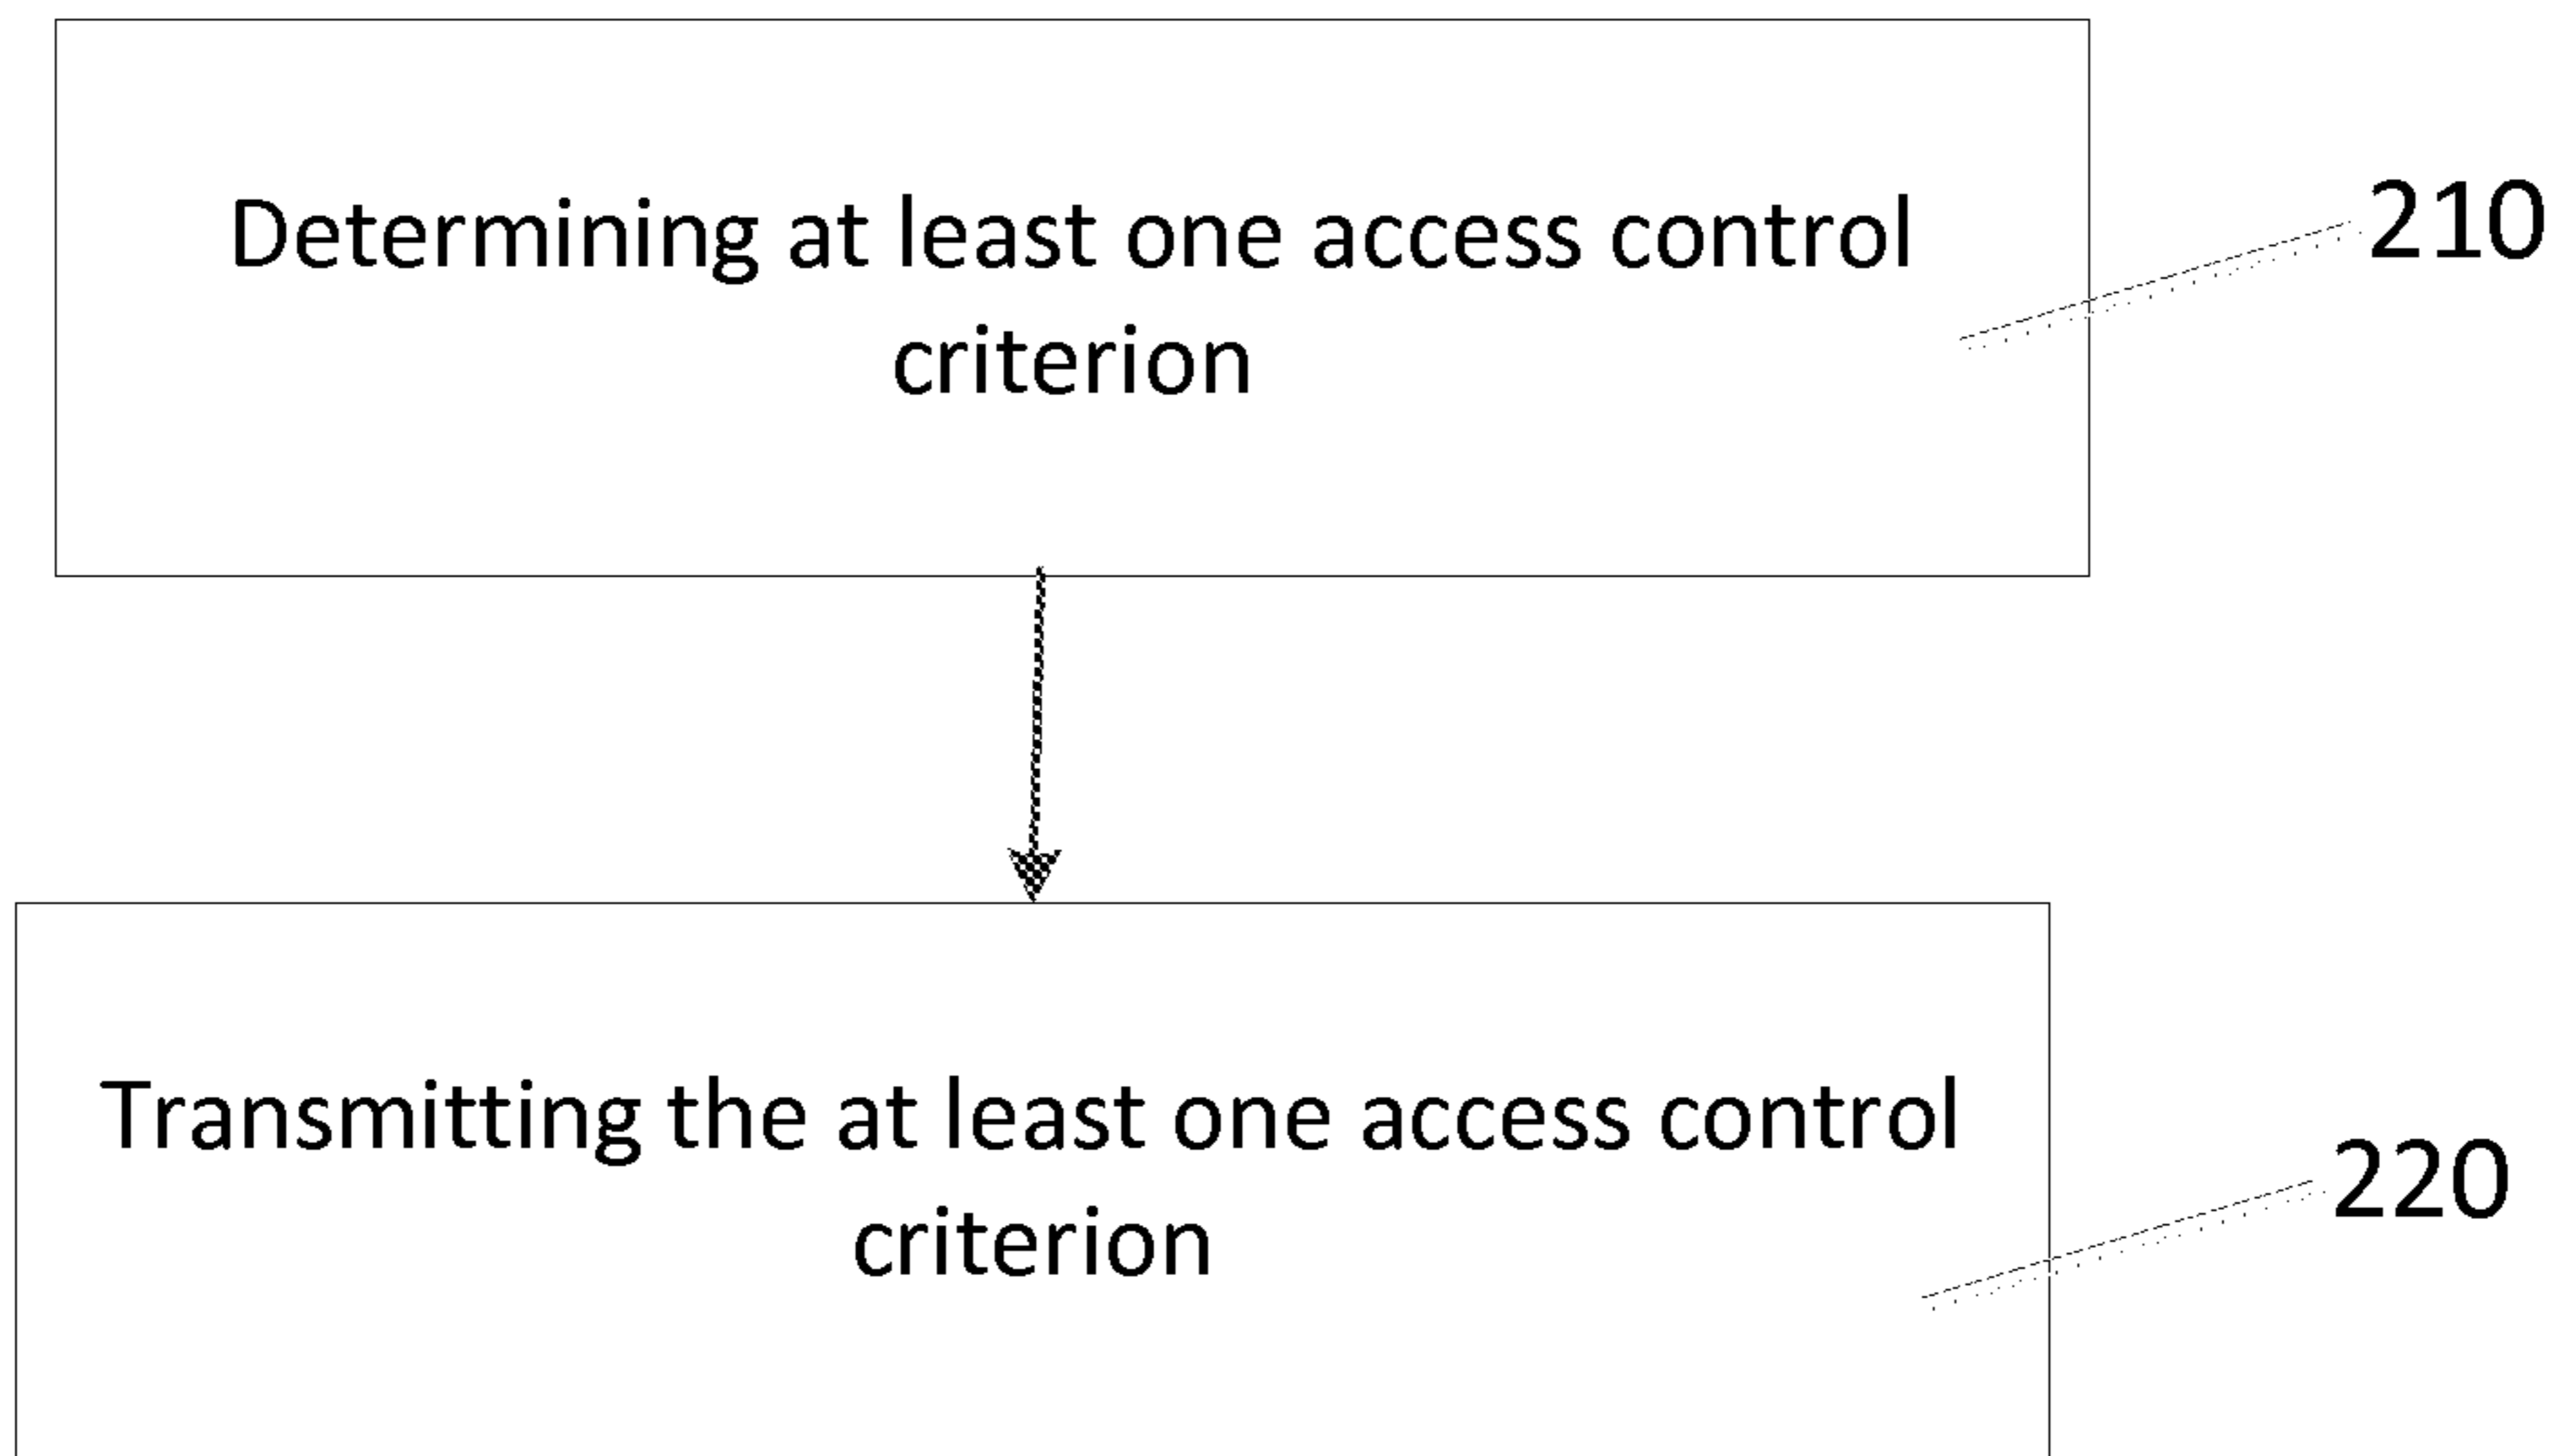 Determining at least one access control
criterion
210
Transmitting the at least one access control
criterion
220